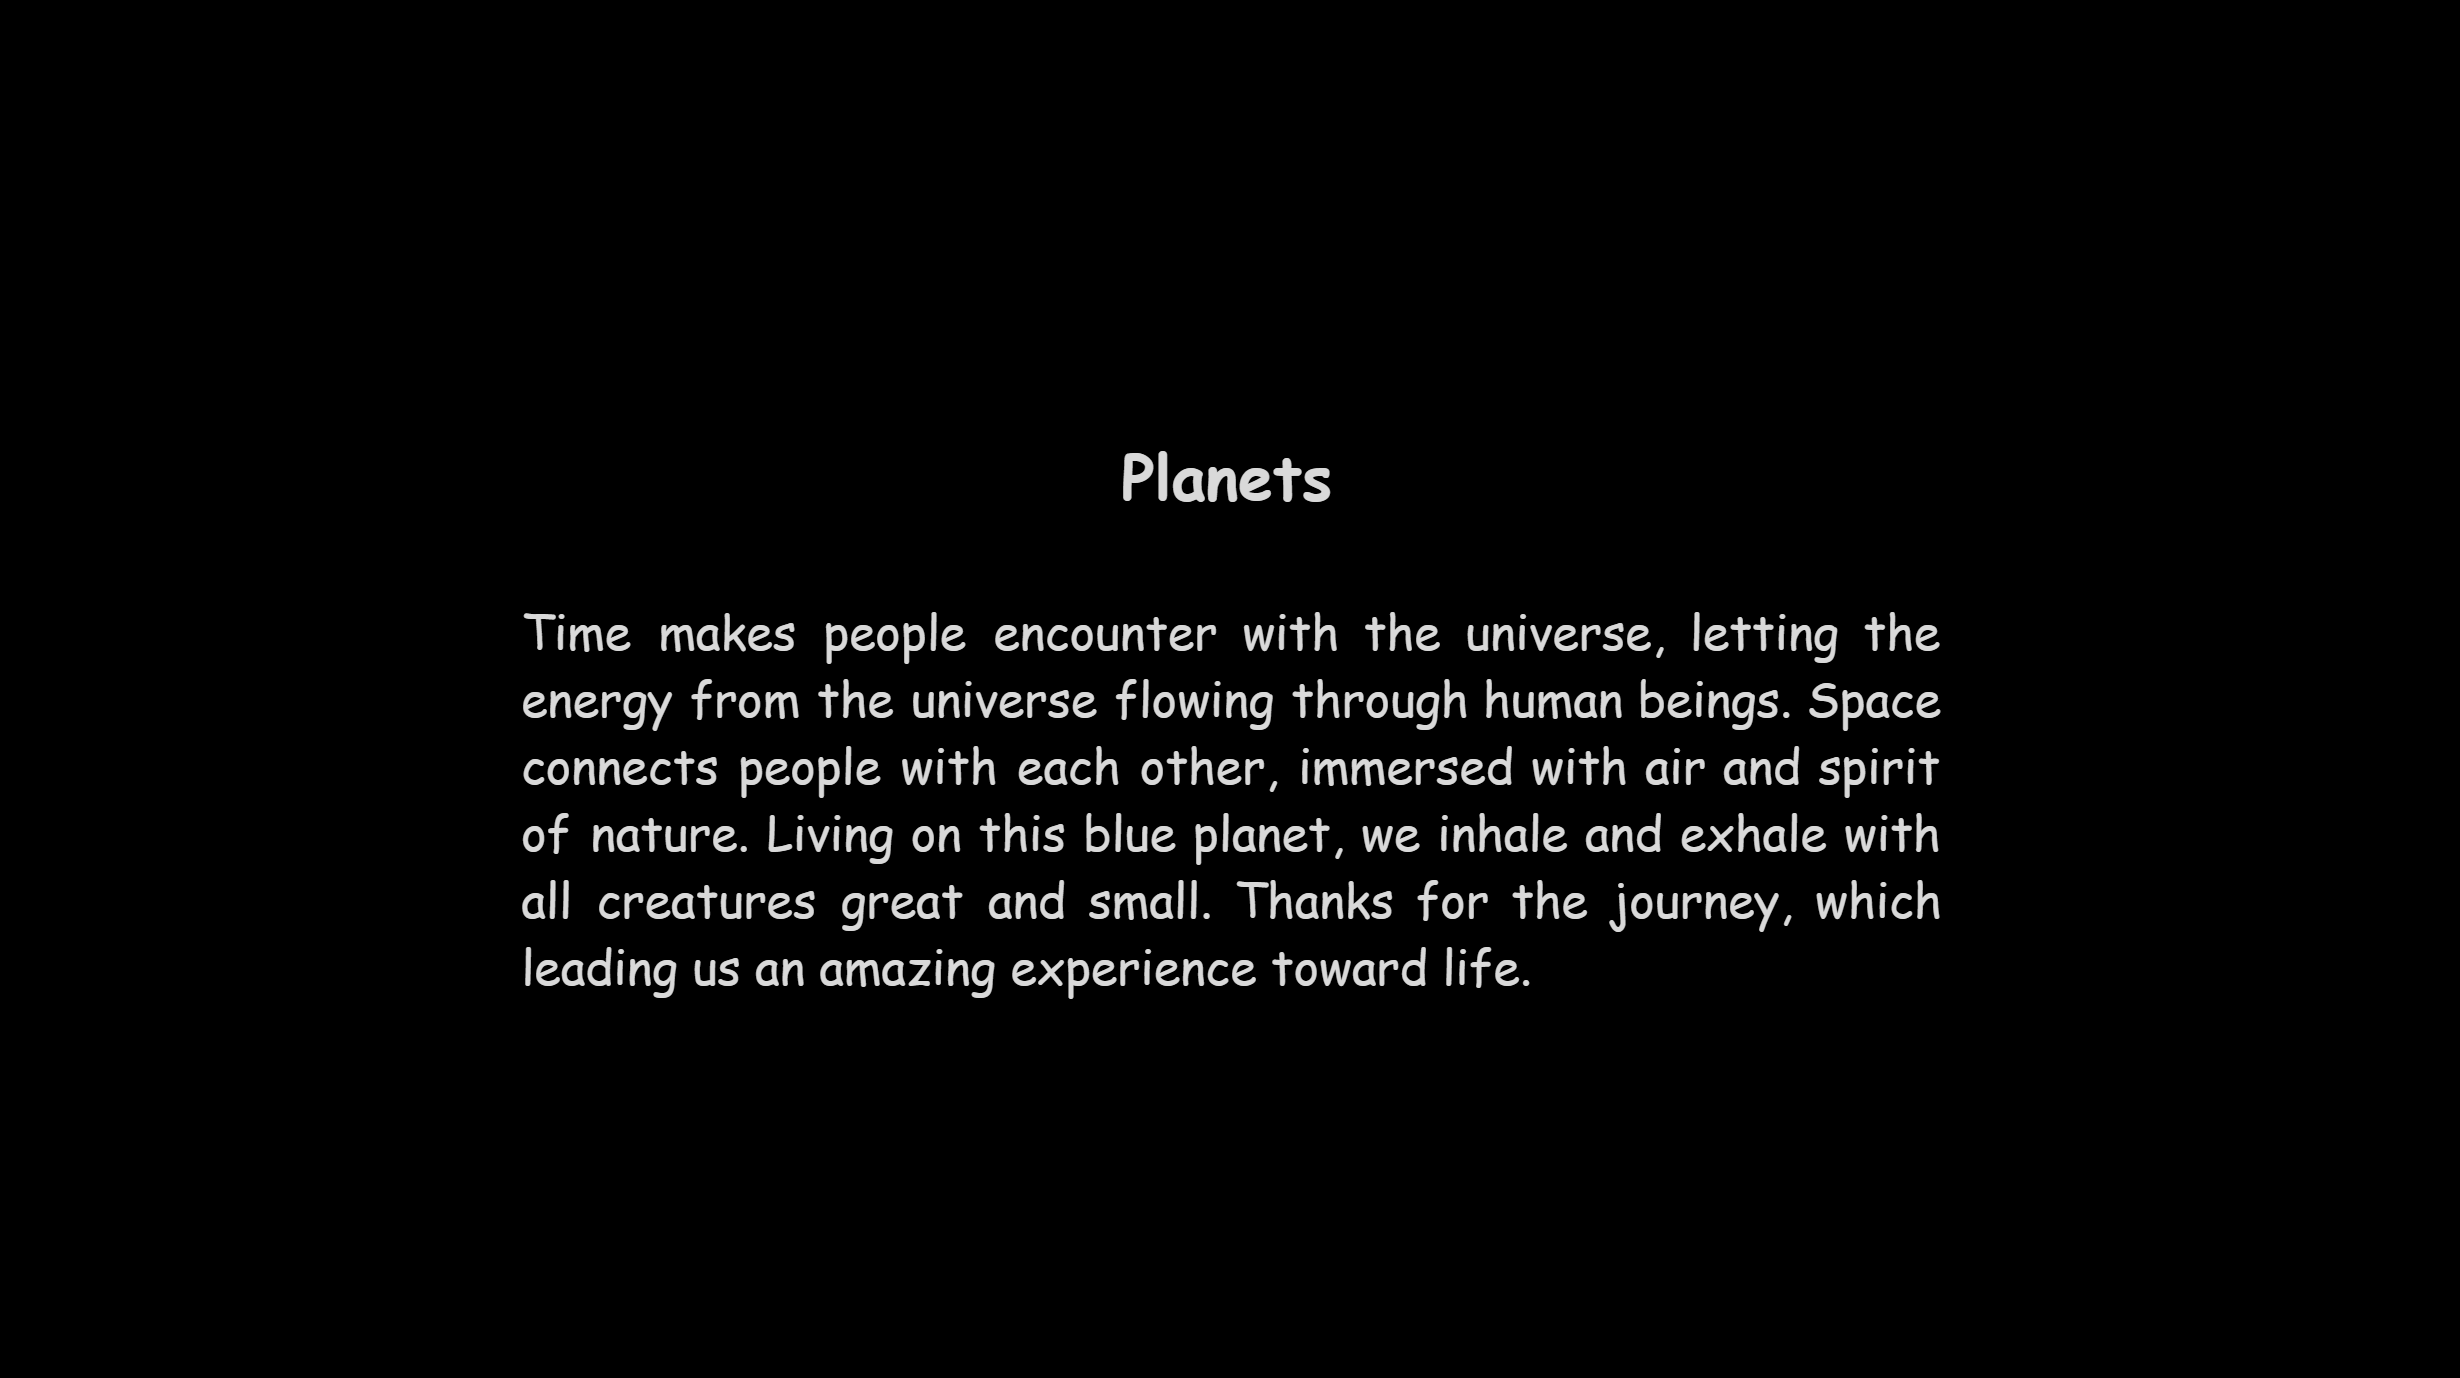 Planets
Time makes people encounter with the universe, letting the
energy from the universe flowing through human beings. Space
connects people with each other, immersed with air and spirit
of nature. Living on this blue planet, we inhale and exhale with
all creatures great and small. Thanks for the journey, which
leading us an amazing experience toward life.